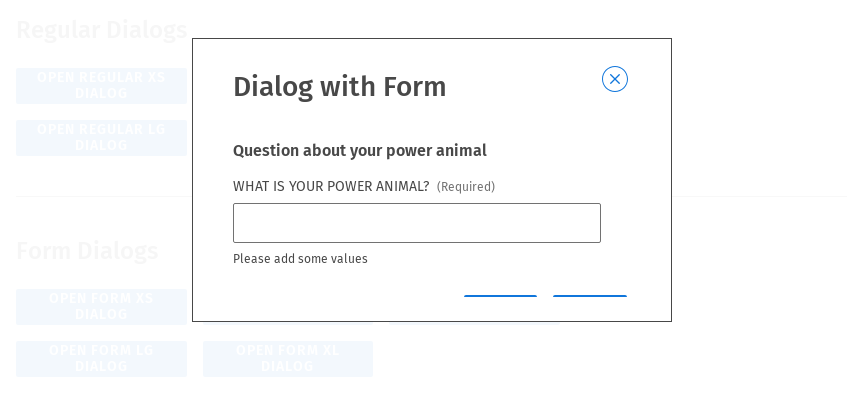 Regular Dialogs
OPEN REGULAR XS
DIALOG
OPEN REGULAR LG
DIALOG
Dialog with Form
Question about your power animal
WHAT IS YOUR POWER ANIMAL? (Required)
Please add some values
Form Dialogs
OPEN FORM XS
DIALOG
OPEN FORM LG
DIALOG
OPEN FORM XL
DIALOG